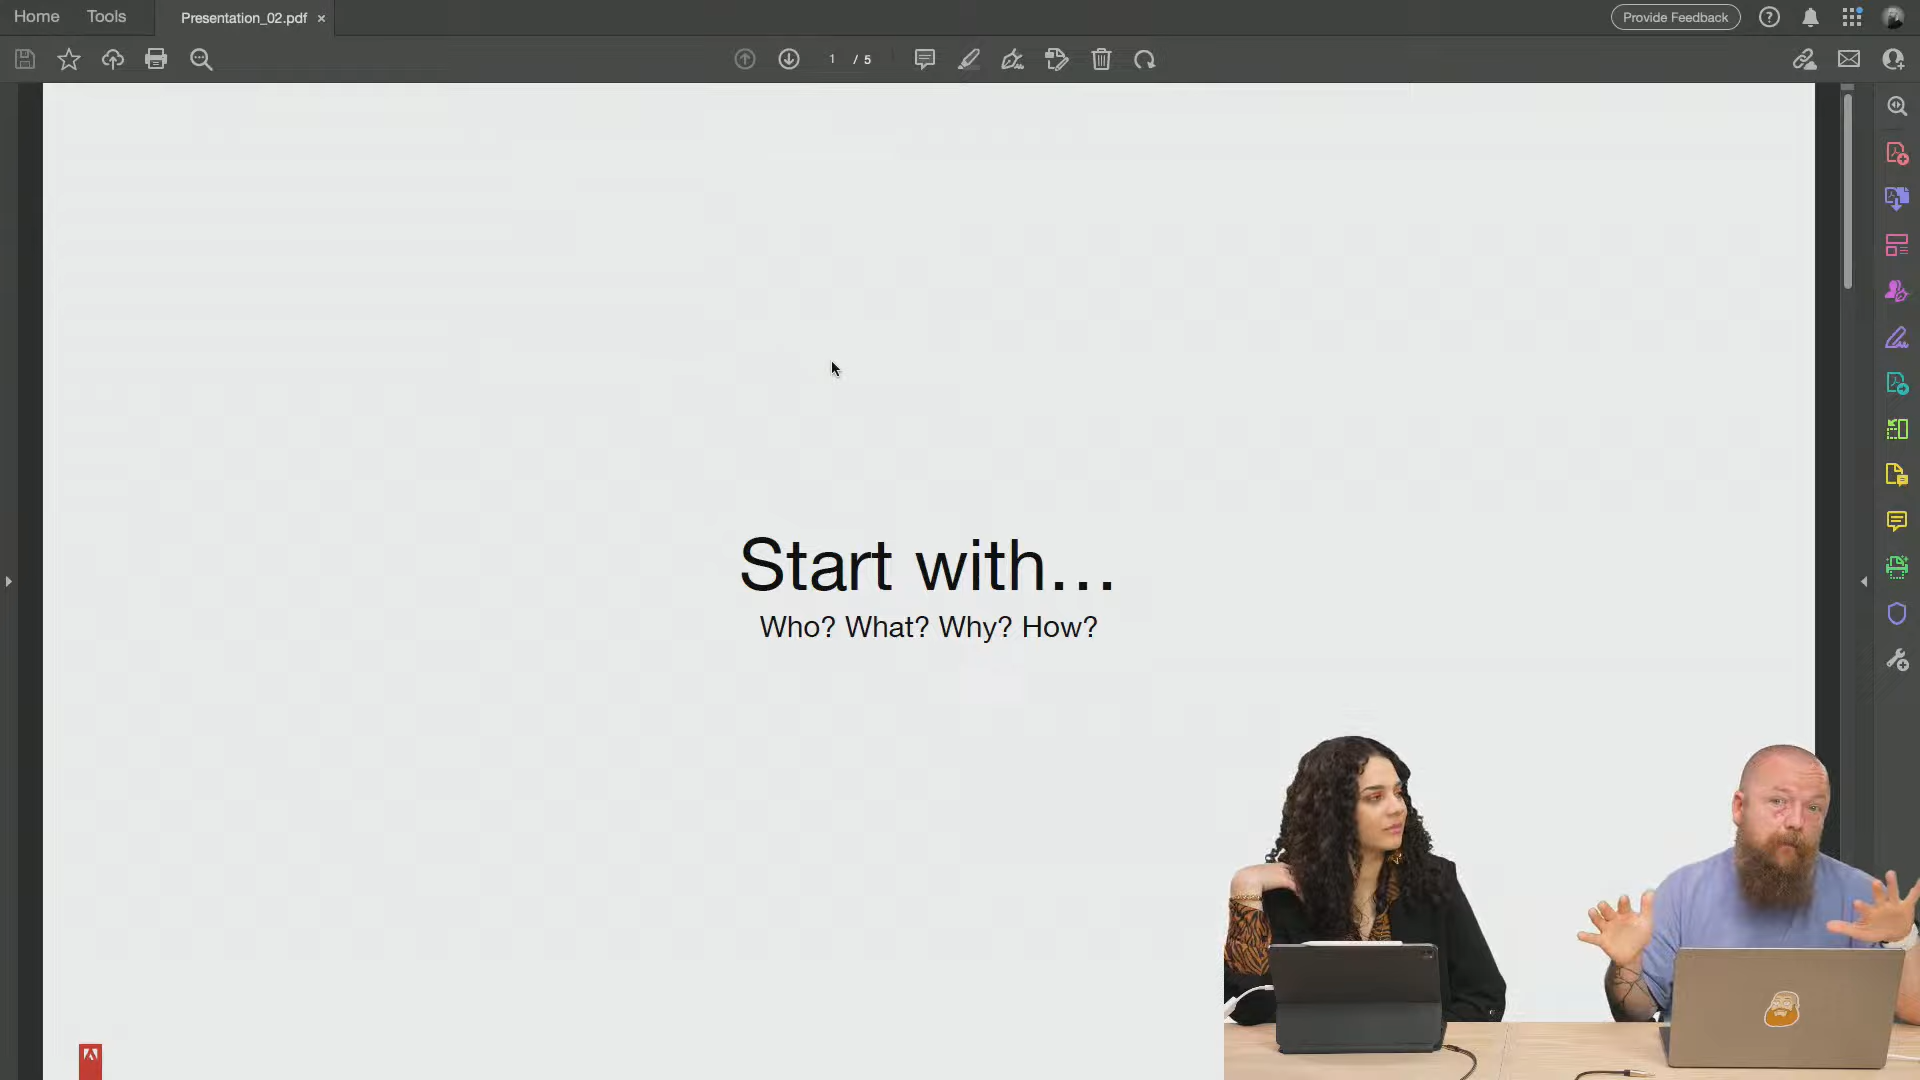 Home
Tools
Presentation_02.pdf
Provide Feedback
1 / 5
Start with...
Who? What? Why? How?